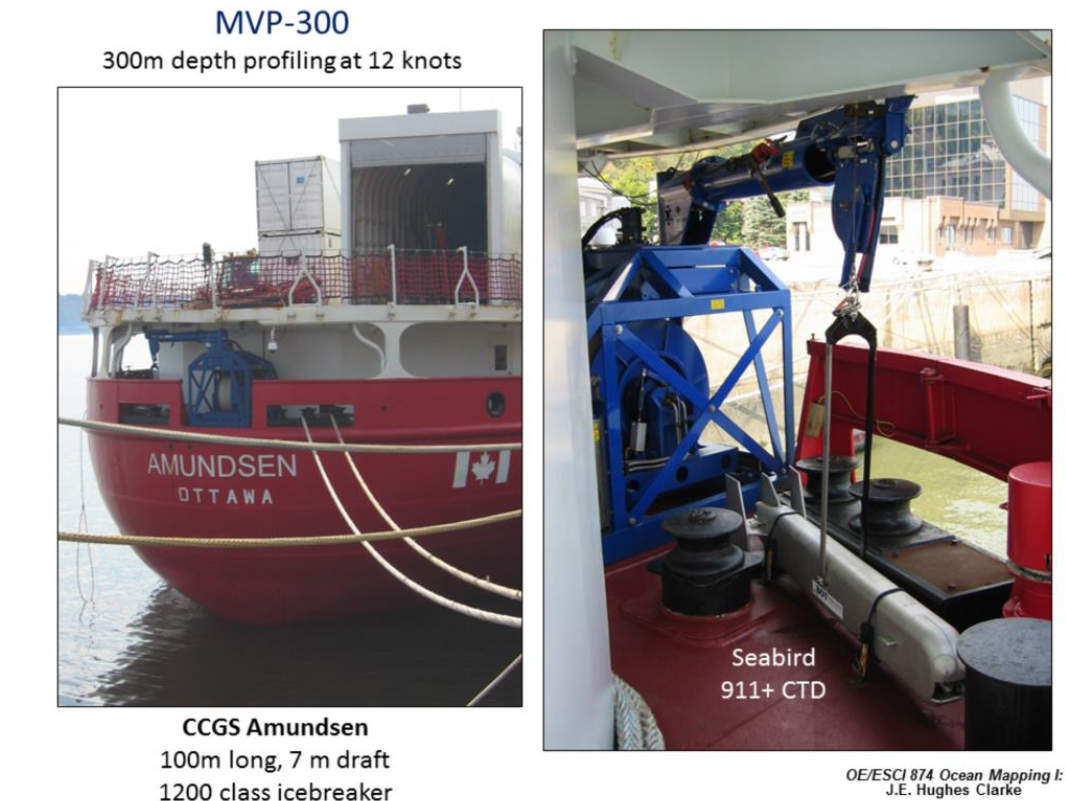 MVP-300
300m depth profiling at 12 knots
AMUNDSEN
OTTAWA
CCGS Amundsen
100m long, 7 m draft
1200 class icebreaker
Seabird
911+ CTD
OE/ESCI 874 Ocean Mapping I:
J.E. Hughes Clarke